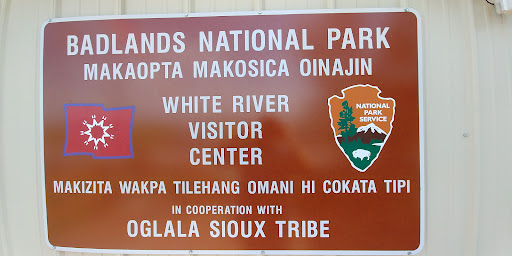 BADLANDS NATIONAL PARK
MAKAOPTA MAKOSICA OINAJIN
WHITE RIVER
VISITOR
CENTER
NATIONAL
PARK
SERVICE
MAKIZITA WAKPA TILEHANG OMANI HI COKATA TIPI
IN COOPERATION WITH
OGLALA SIOUX TRIBE